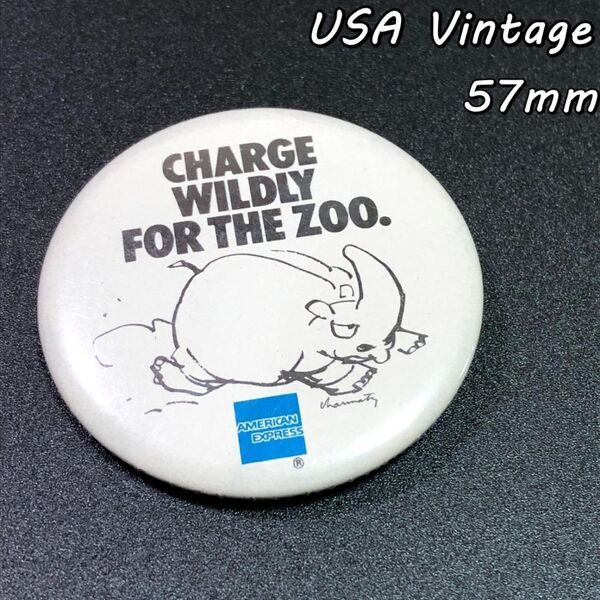 USA Vintage
57mm
CHARGE
WILDLY
FOR THE ZOO.
AMERICAN
EXPRESS
®